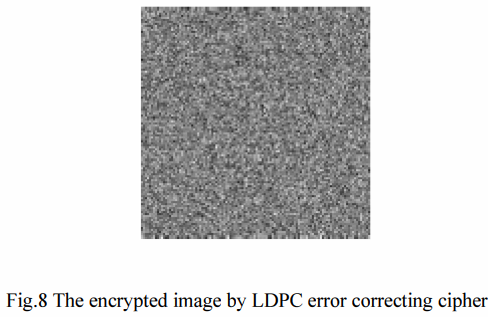 Fig.8 The encrypted image by LDPC error correcting cipher